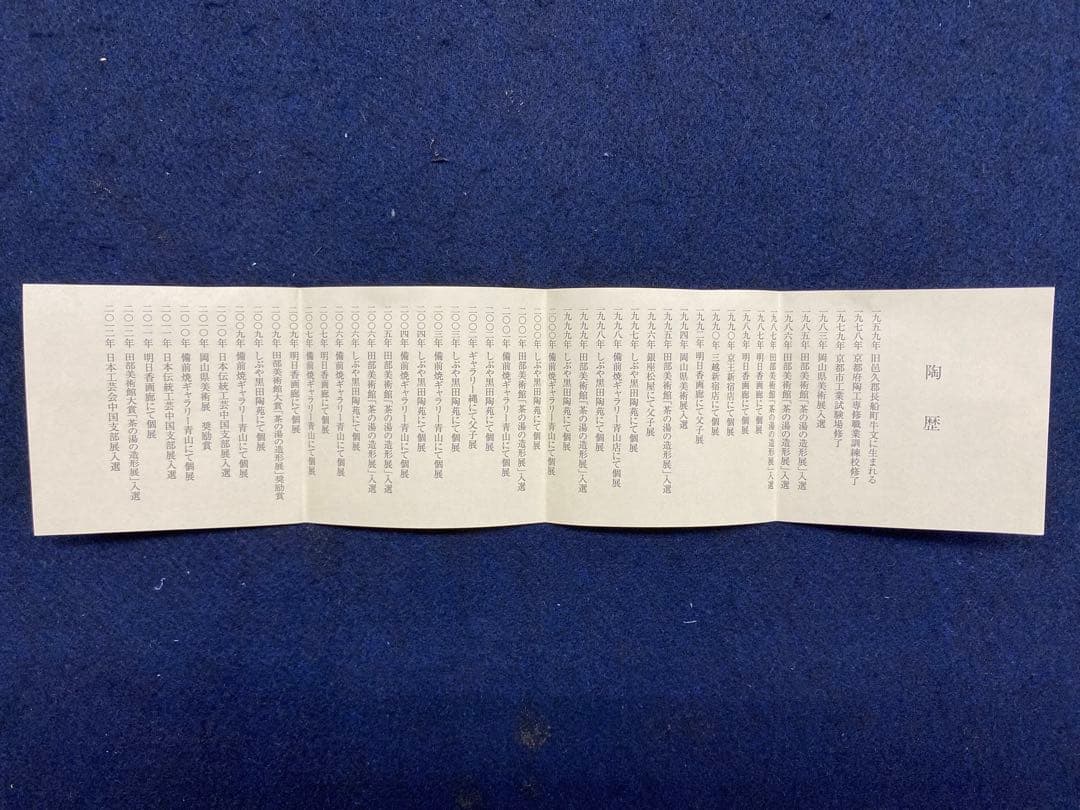 陶歴
一九五九年 旧邑久郡長船町牛文に生まれる
一九七八年 京都府陶工専修職業訓練校修了
一九七九年 京都市工業試験場修了
一九八二年 岡山県美術展入選
一九八五年 田部美術館「茶の湯の造形展」入選
一九八六年 田部美術館「茶の湯の造形展」入選
一九八七年 田部美術館「茶の湯の造形展」入選
一九八七年 明日香画廊にて個展
一九八九年 明日香画廊にて個展
一九九〇年 京王新宿店にて個展
一九九〇年 三越新宿店にて個展
一九九二年 明日香画廊にて父子展
一九九四年 岡山県美術展入選
一九九五年 田部美術館「茶の湯の造形展」入選
一九九六年 銀座松屋にて父子展
一九九七年 しぶや黒田陶苑にて個展
一九九八年 備前焼ギャラリー青山店にて個展
一九九八年 しぶや黒田陶苑にて個展
一九九九年 田部美術館「茶の湯の造形展」入選
一九九九年 しぶや黒田陶苑にて個展
二〇〇〇年 備前焼ギャラリー青山にて個展
二〇〇〇年 しぶや黒田陶苑にて個展
二〇〇一年 田部美術館「茶の湯の造形展」入選
二〇〇一年 備前焼ギャラリー青山にて個展
二〇〇二年 しぶや黒田陶苑にて個展
二〇〇二年 ギャラリー縄にて父子展
二〇〇三年 しぶや黒田陶苑にて個展
二〇〇三年 備前焼ギャラリー青山にて個展
二〇〇四年 しぶや黒田陶苑にて個展
二〇〇四年 備前焼ギャラリー青山にて個展
二〇〇五年 田部美術館「茶の湯の造形展」入選
二〇〇六年 田部美術館「茶の湯の造形展」入選
二〇〇六年 しぶや黒田陶苑にて個展
二〇〇六年 備前焼ギャラリー青山にて個展
二〇〇七年 明日香画廊にて個展
二〇〇七年 備前焼ギャラリー青山にて個展
二〇〇九年 明日香画廊にて個展
二〇〇九年 田部美術館大賞「茶の湯の造形展」奨励賞
二〇〇九年 しぶや黒田陶苑にて個展
二〇〇九年 備前焼ギャラリー青山にて個展
二〇一〇年 日本伝統工芸中国支部展入選
二〇一〇年 岡山県美術展 奨励賞
二〇一〇年 備前焼ギャラリー青山にて個展
二〇一一年 日本伝統工芸中国支部展入選
二〇一一年 明日香画廊にて個展
二〇一二年 田部美術館大賞「茶の湯の造形展」入選
二〇一二年 日本工芸会中国支部展入選